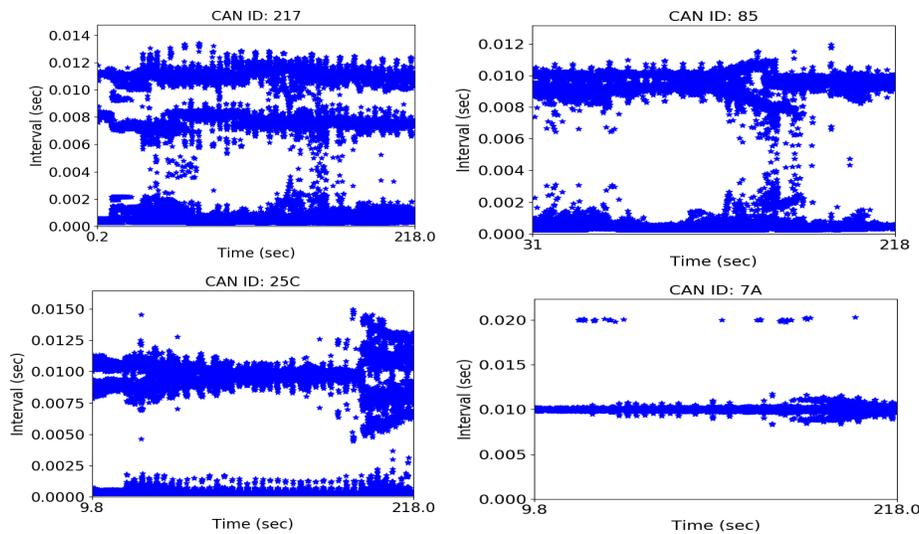 CAN ID: 217
Interval (sec)
0.014
0.012
0.010
0.008
0.006
0.004
0.002
0.000
0.2
218.0
Time (sec)
CAN ID: 85
Interval (sec)
0.012
0.010
0.008
0.006
0.004
0.002
0.000
31
218
Time (sec)
CAN ID: 25C
Interval (sec)
0.0150
0.0125
0.0100
0.0075
0.0050
0.0025
0.0000
9.8
218.0
Time (sec)
CAN ID: 7A
Interval (sec)
0.020
0.015
0.010
0.005
0.000
9.8
218.0
Time (sec)